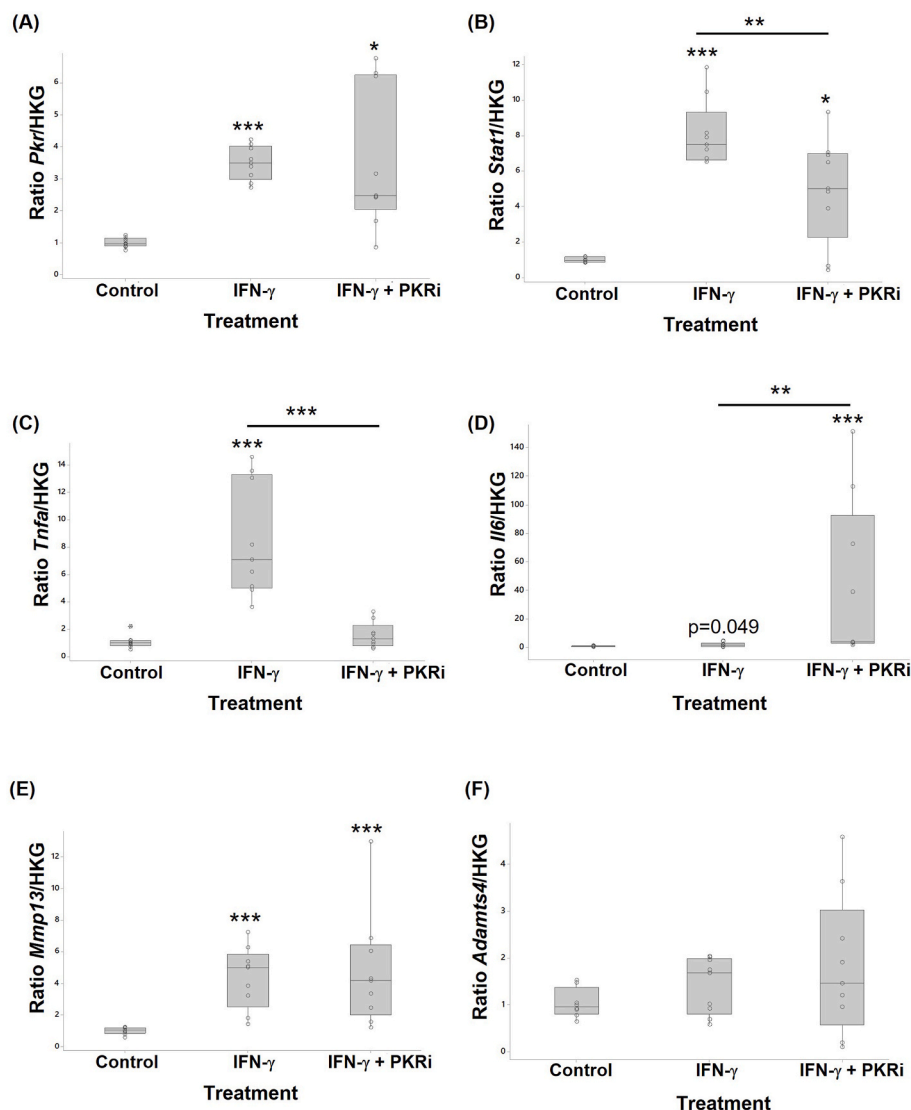 (A)
Ratio Pkr/HKG
6
5
4
3
2
1
0
***
*
Control
IFN-γ
IFN-γ + PKRi
Treatment
(B)
Ratio Stat1/HKG
12
10
8
6
4
2
0
**
***
*
Control
IFN-γ
IFN-γ + PKRi
Treatment
(C)
Ratio Tnfa/HKG
14
12
10
8
6
4
2
0
***
***
Control
IFN-γ
IFN-γ + PKRi
Treatment
(D)
Ratio Il6/HKG
140
120
100
80
60
40
20
0
**
***
p=0.049
Control
IFN-γ
IFN-γ + PKRi
Treatment
(E)
Ratio Mmp13/HKG
12
10
8
6
4
2
0
***
***
Control
IFN-γ
IFN-γ + PKRi
Treatment
(F)
Ratio Adamts4/HKG
4
3
2
1
0
Control
IFN-γ
IFN-γ + PKRi
Treatment